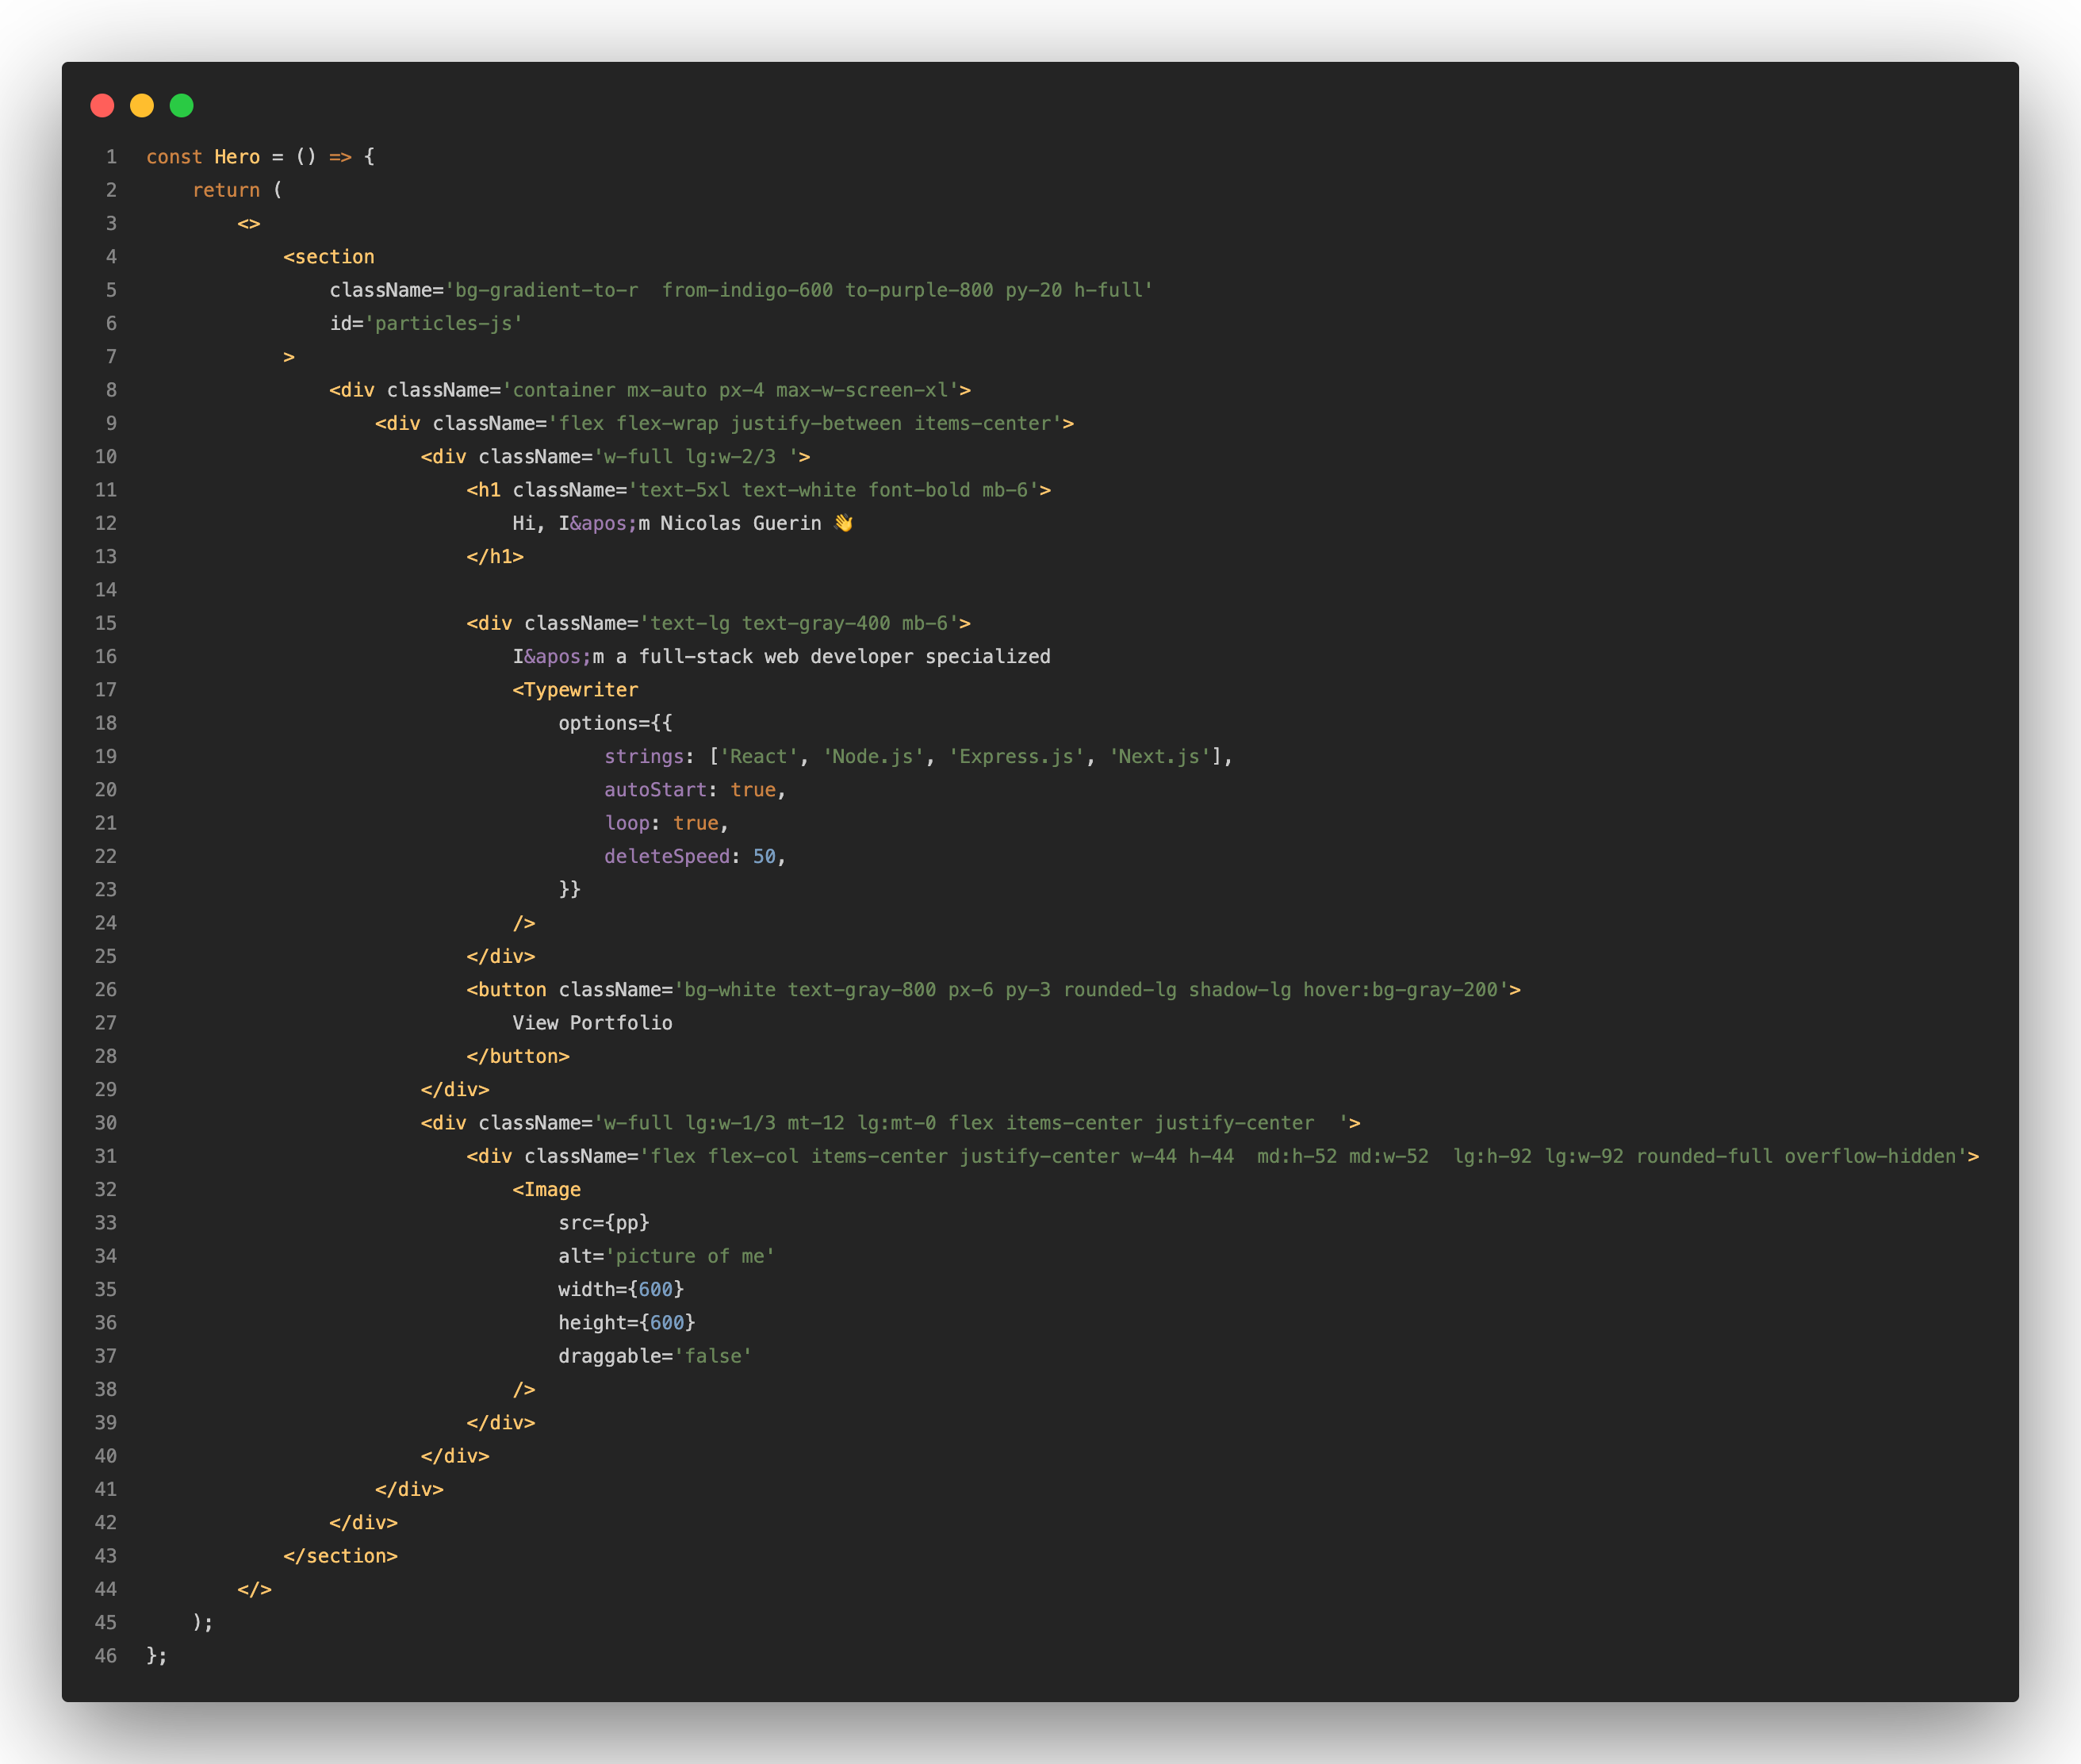 1 const Hero = () => {
2     return (
3         <>
4             <section
5                 className='bg-gradient-to-r  from-indigo-600 to-purple-800 py-20 h-full'
6                 id='particles-js'
7             >
8                 <div className='container mx-auto px-4 max-w-screen-xl'>
9                     <div className='flex flex-wrap justify-between items-center'>
10                         <div className='w-full lg:w-2/3 '>
11                             <h1 className='text-5xl text-white font-bold mb-6'>
12                                 Hi, I&apos;m Nicolas Guerin 👋
13                             </h1>
14
15                             <div className='text-lg text-gray-400 mb-6'>
16                                 I&apos;m a full-stack web developer specialized
17                                 <Typewriter
18                                     options={{
19                                         strings: ['React', 'Node.js', 'Express.js', 'Next.js'],
20                                         autoStart: true,
21                                         loop: true,
22                                         deleteSpeed: 50,
23                                     }}
24                                 />
25                             </div>
26                             <button className='bg-white text-gray-800 px-6 py-3 rounded-lg shadow-lg hover:bg-gray-200'>
27                                 View Portfolio
28                             </button>
29                         </div>
30                         <div className='w-full lg:w-1/3 mt-12 lg:mt-0 flex items-center justify-center  '>
31                             <div className='flex flex-col items-center justify-center w-44 h-44  md:h-52 md:w-52  lg:h-92 lg:w-92 rounded-full overflow-hidden'>
32                                 <Image
33                                     src={pp}
34                                     alt='picture of me'
35                                     width={600}
36                                     height={600}
37                                     draggable='false'
38                                 />
39                             </div>
40                         </div>
41                     </div>
42                 </div>
43             </section>
44         </>
45     );
46 };